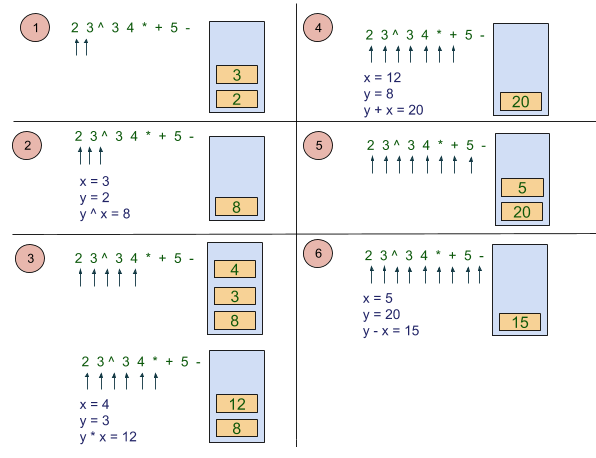 1
2 3 ^ 3 4 * + 5 -
3
2
2
2 3 ^ 3 4 * + 5 -
x = 3
y = 2
y ^ x = 8
8
3
2 3 ^ 3 4 * + 5 -
4
3
8
2 3 ^ 3 4 * + 5 -
x = 4
y = 3
y * x = 12
12
8
4
2 3 ^ 3 4 * + 5 -
x = 12
y = 8
y + x = 20
20
5
2 3 ^ 3 4 * + 5 -
5
20
6
2 3 ^ 3 4 * + 5 -
x = 5
y = 20
y - x = 15
15